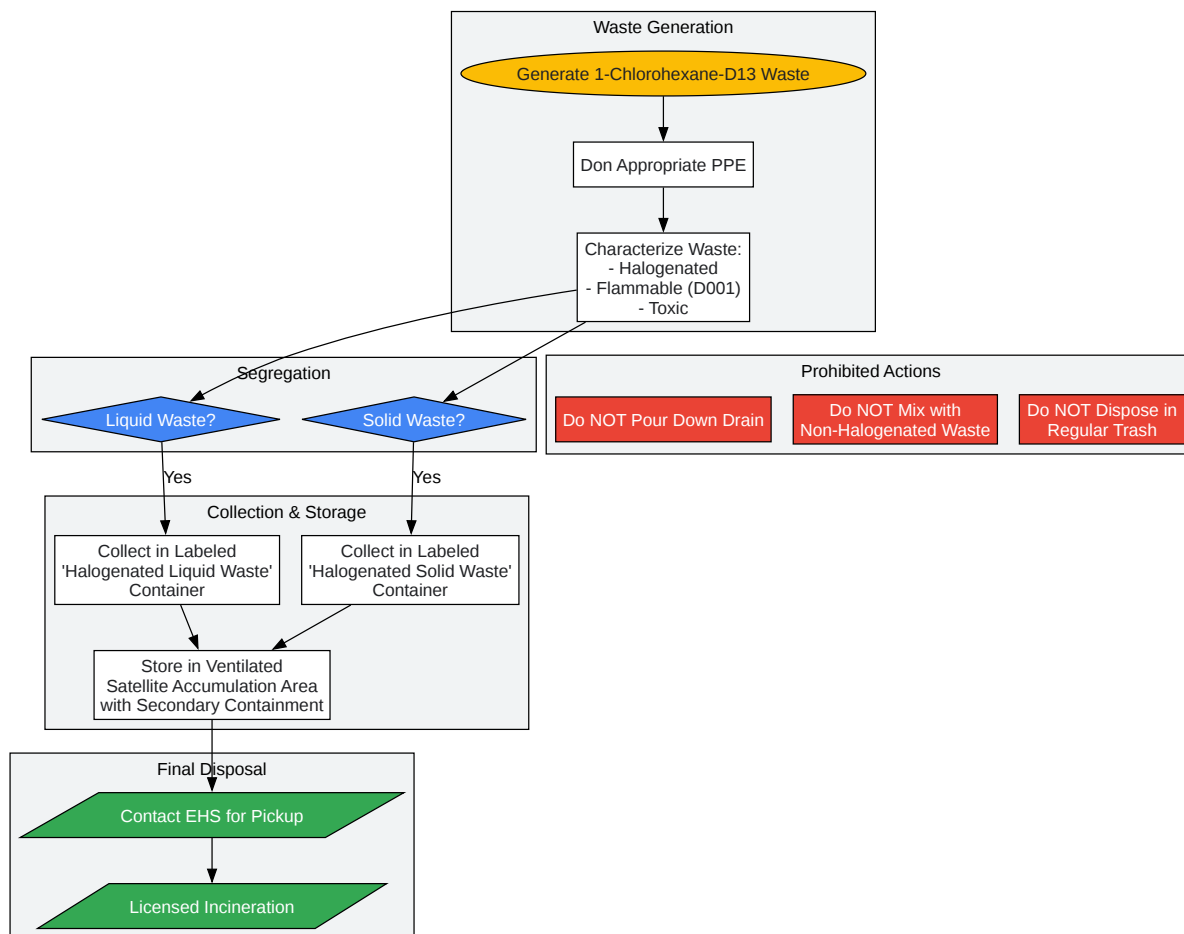 Waste Generation
Generate 1-Chlorohexane-D13 Waste
Don Appropriate PPE
Characterize Waste:
- Halogenated
- Flammable (D001)
- Toxic
Segregation
Liquid Waste?
Solid Waste?
Prohibited Actions
Do NOT Pour Down Drain
Do NOT Mix with
Non-Halogenated Waste
Do NOT Dispose in
Regular Trash
Yes
Yes
Collection & Storage
Collect in Labeled
'Halogenated Liquid Waste'
Container
Collect in Labeled
'Halogenated Solid Waste'
Container
Store in Ventilated
Satellite Accumulation Area
with Secondary Containment
Final Disposal
Contact EHS for Pickup
Licensed Incineration